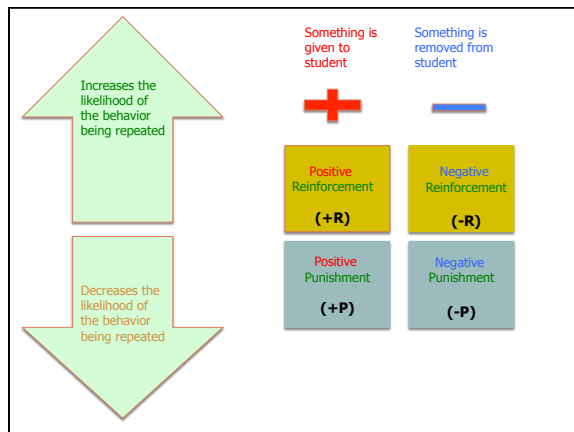 Something is
given to
student
Something is
removed from
student
Increases the
likelihood of
the behavior
being repeated
Positive
Reinforcement
(+R)
Negative
Reinforcement
(-R)
Positive
Punishment
(+P)
Negative
Punishment
(-P)
Decreases the
likelihood of
the behavior
being repeated